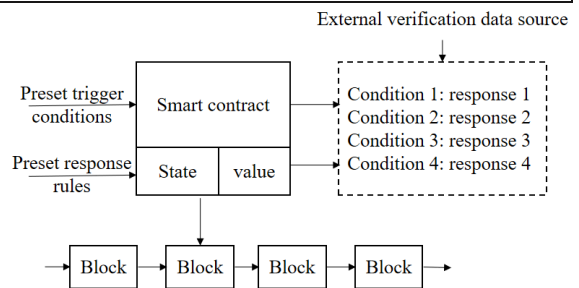 External verification data source
Preset trigger
conditions
Smart contract
Condition 1: response 1
Condition 2: response 2
Condition 3: response 3
Condition 4: response 4
Preset response
rules
State
value
Block
Block
Block
Block